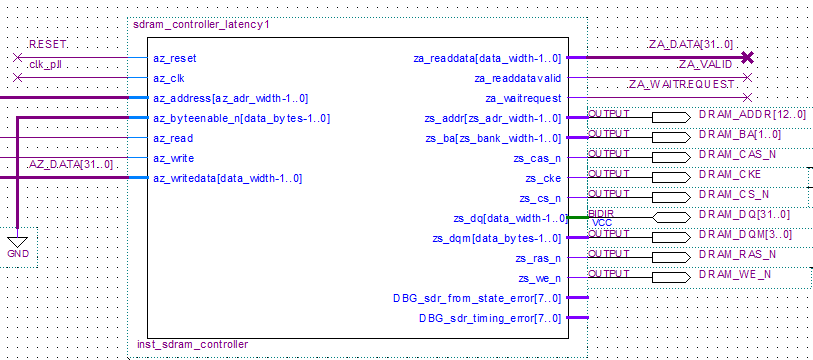 sdram_controller_latency1
RESET
az_reset
za_readdata[data_width-1..0]
ZA_DATA[31..0]
clk_pll
az_clk
za_readdatavalid
ZA_VALID
az_address[az_adr_width-1..0]
za_waitrequest
ZA_WAITREQUEST
az_byteenable_n[data_bytes-1..0]
zs_addr[zs_adr_width-1..0]
OUTPUT
DRAM_ADDR[12..0]
az_read
zs_ba[zs_bank_width-1..0]
OUTPUT
DRAM_BA[1..0]
az_write
zs_cas_n
OUTPUT
DRAM_CAS_N
AZ_DATA[31..0]
az_writedata[data_width-1..0]
zs_cke
OUTPUT
DRAM_CKE
zs_cs_n
OUTPUT
DRAM_CS_N
zs_dq[data_width-1..0]
BIDIR
VCC
DRAM_DQ[31..0]
zs_dqm[data_bytes-1..0]
OUTPUT
DRAM_DQM[3..0]
GND
zs_ras_n
OUTPUT
DRAM_RAS_N
zs_we_n
OUTPUT
DRAM_WE_N
DBG_sdr_from_state_error[7..0]
DBG_sdr_timing_error[7..0]
inst_sdram_controller